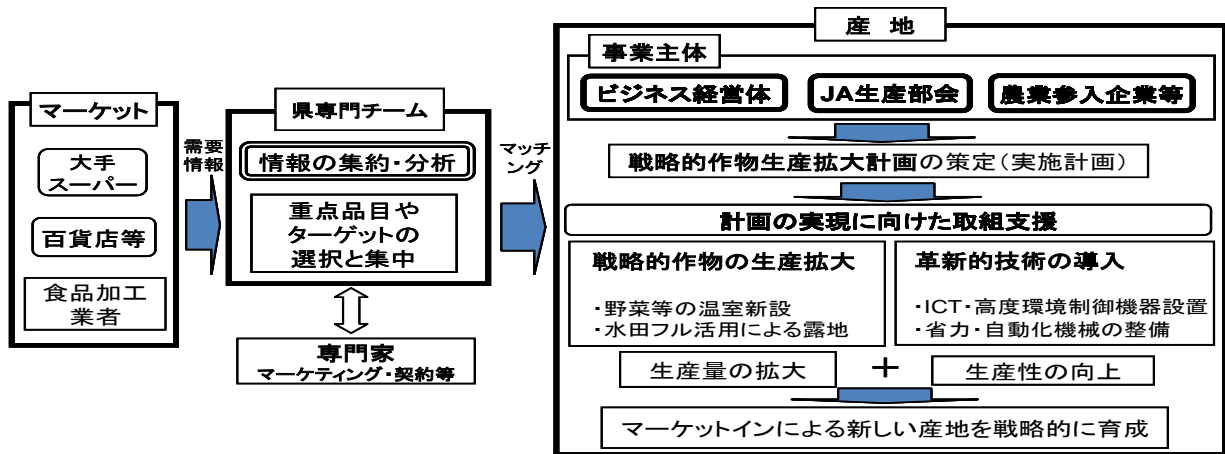 マーケット
大手
スーパー
百貨店等
食品加工
業者
需要
情報
県専門チーム
情報の集約・分析
重点品目や
ターゲットの
選択と集中
専門家
マーケティング・契約等
マッチ
ング
産 地
事業主体
ビジネス経営体
JA生産部会
農業参入企業等
戦略的作物生産拡大計画の策定(実施計画)
計画の実現に向けた取組支援
戦略的作物の生産拡大
・野菜等の温室新設
・水田フル活用による露地
革新的技術の導入
・ICT・高度環境制御機器設置
・省力・自動化機械の整備
生産量の拡大
+
生産性の向上
マーケットインによる新しい産地を戦略的に育成